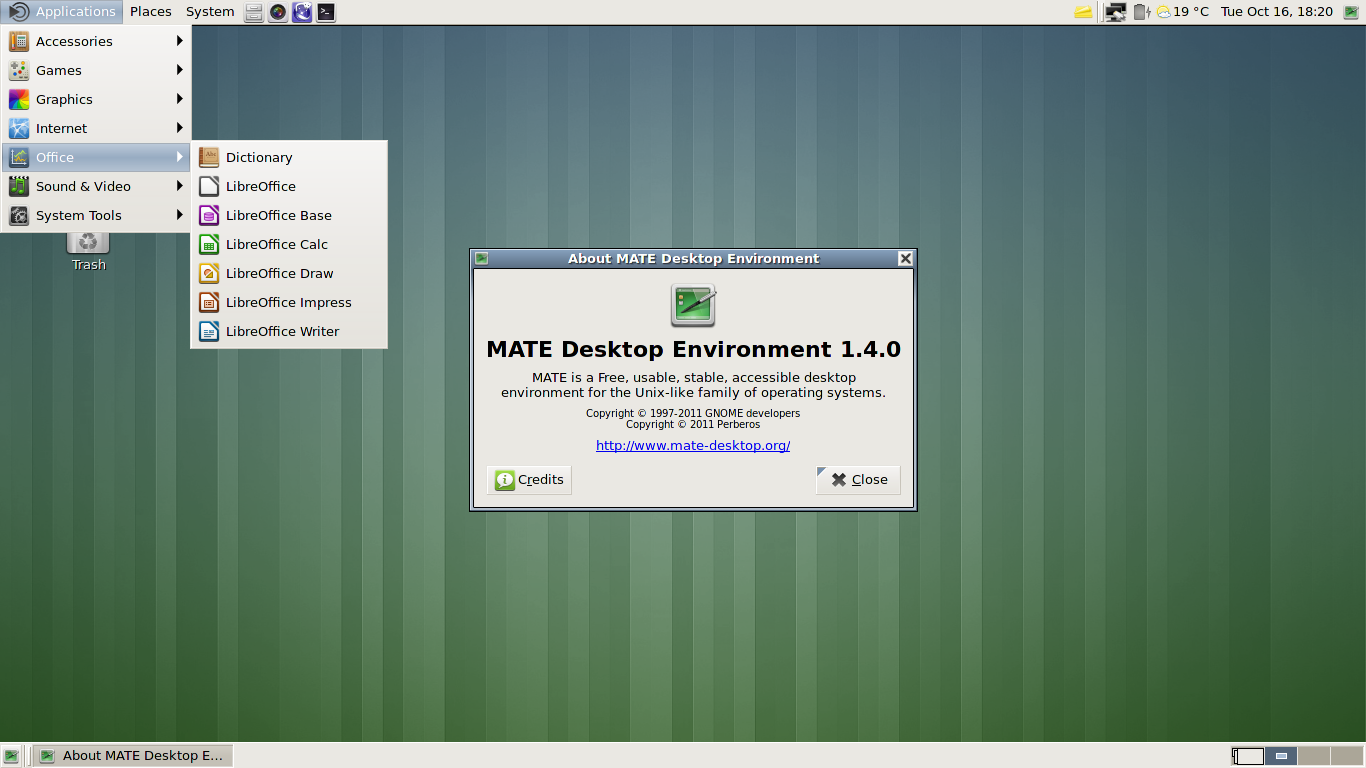 Applications Places System 19 °C Tue Oct 16, 18:20
Accessories
Games
Graphics
Internet
Office
Sound & Video
System Tools
Dictionary
LibreOffice
LibreOffice Base
LibreOffice Calc
LibreOffice Draw
LibreOffice Impress
LibreOffice Writer
Trash
About MATE Desktop Environment
MATE Desktop Environment 1.4.0
MATE is a Free, usable, stable, accessible desktop
environment for the Unix-like family of operating systems.
Copyright © 1997-2011 GNOME developers
Copyright © 2011 Perberos
http://www.mate-desktop.org/
Credits Close
About MATE Desktop E...